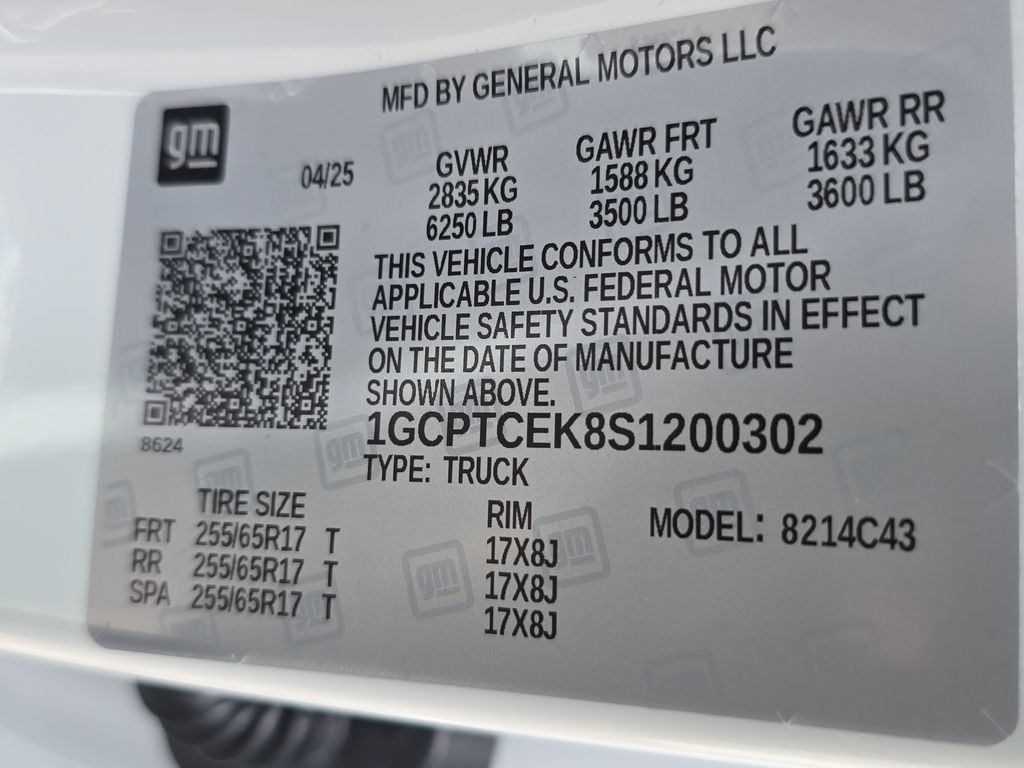 MFD BY GENERAL MOTORS LLC
gm
04/25
GVWR GAWR FRT GAWR RR
2835 KG 1588 KG 1633 KG
6250 LB 3500 LB 3600 LB
THIS VEHICLE CONFORMS TO ALL
APPLICABLE U.S. FEDERAL MOTOR
VEHICLE SAFETY STANDARDS IN EFFECT
ON THE DATE OF MANUFACTURE
SHOWN ABOVE.
8624
1GCPTCEK8S1200302
TYPE: TRUCK
TIRE SIZE RIM MODEL: 8214C43
FRT 255/65R17 T 17X8J
RR 255/65R17 T 17X8J
SPA 255/65R17 T 17X8J